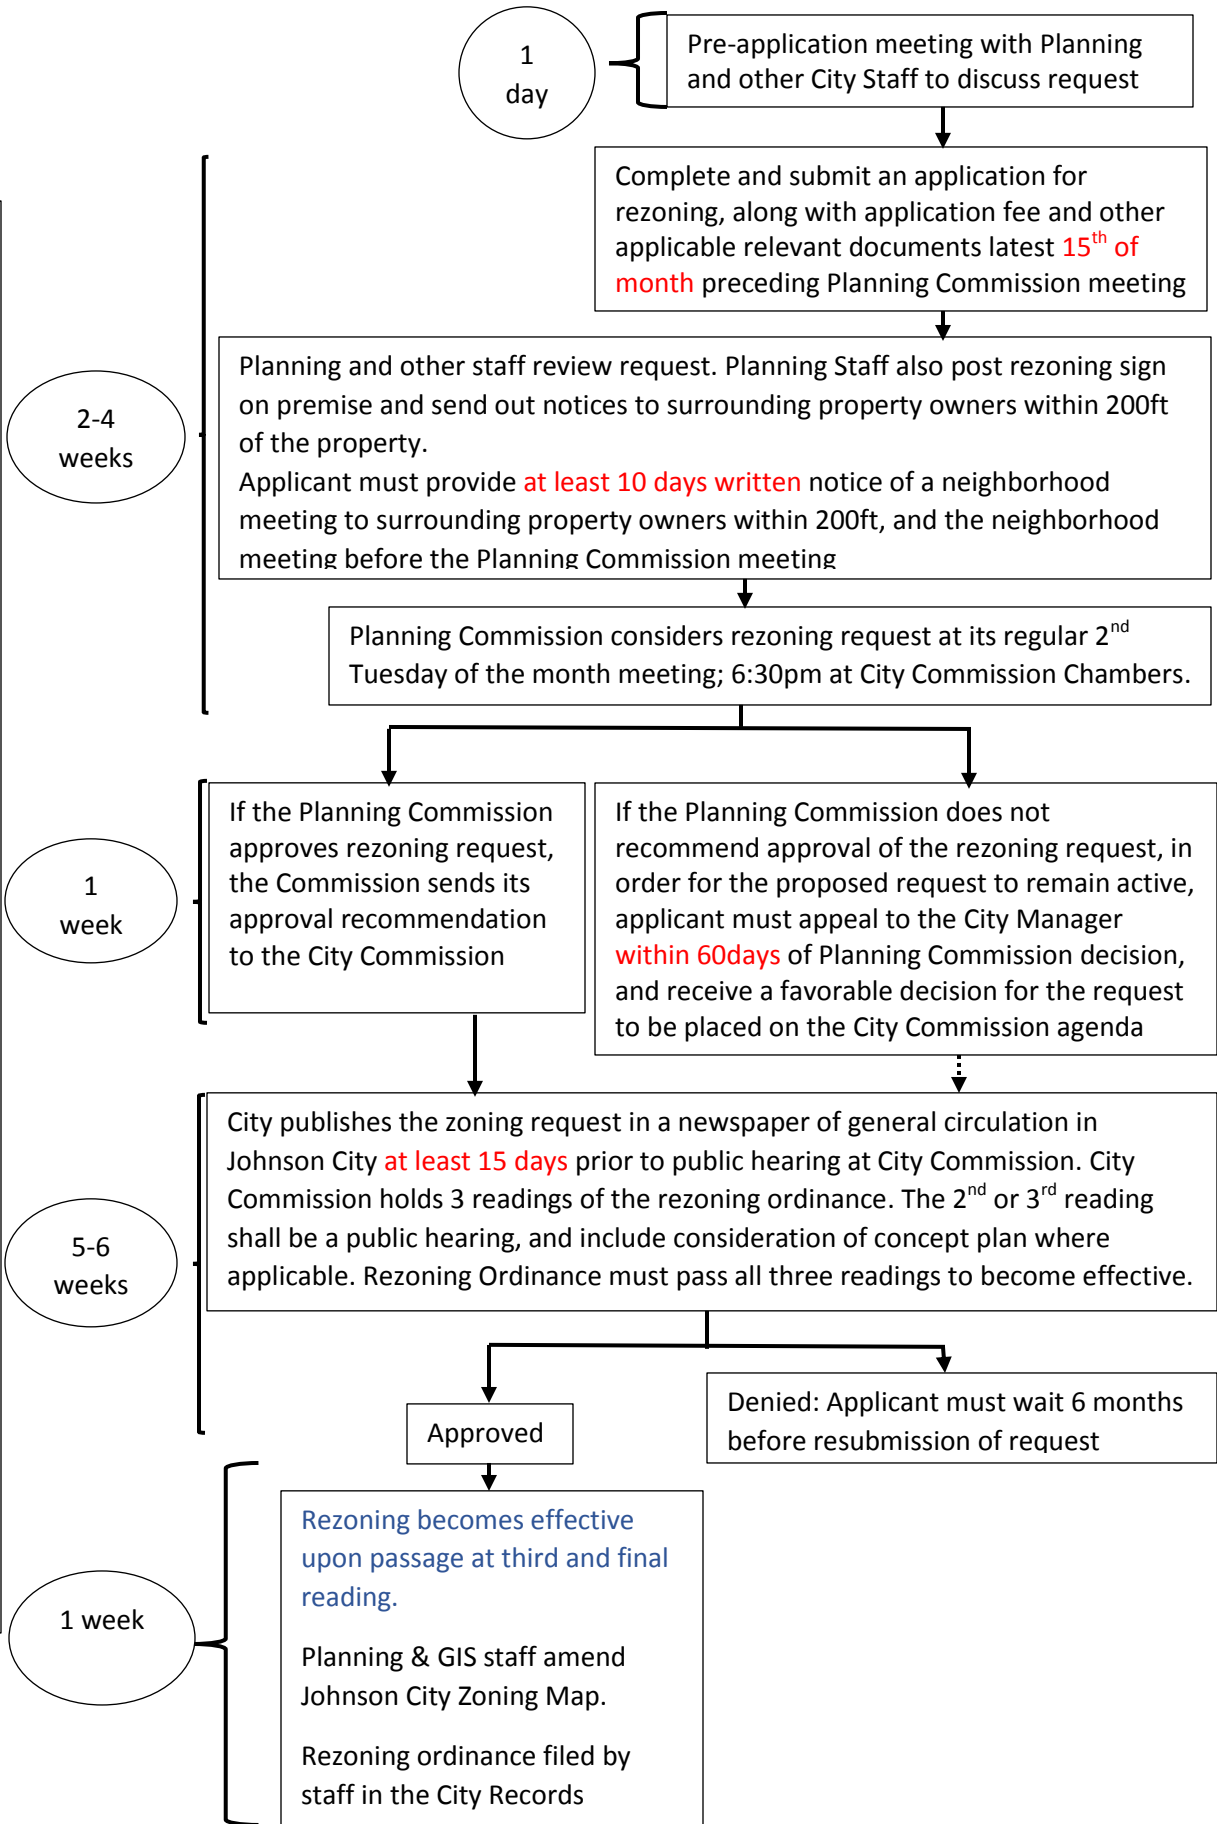 1
day
Pre-application meeting with Planning
and other City Staff to discuss request
Complete and submit an application for
rezoning, along with application fee and other
applicable relevant documents latest 15th of
month preceding Planning Commission meeting
2-4
weeks
Planning and other staff review request. Planning Staff also post rezoning sign
on premise and send out notices to surrounding property owners within 200ft
of the property.
Applicant must provide at least 10 days written notice of a neighborhood
meeting to surrounding property owners within 200ft, and the neighborhood
meeting before the Planning Commission meeting
Planning Commission considers rezoning request at its regular 2nd
Tuesday of the month meeting; 6:30pm at City Commission Chambers.
1
week
If the Planning Commission
approves rezoning request,
the Commission sends its
approval recommendation
to the City Commission
If the Planning Commission does not
recommend approval of the rezoning request, in
order for the proposed request to remain active,
applicant must appeal to the City Manager
within 60days of Planning Commission decision,
and receive a favorable decision for the request
to be placed on the City Commission agenda
5-6
weeks
City publishes the zoning request in a newspaper of general circulation in
Johnson City at least 15 days prior to public hearing at City Commission. City
Commission holds 3 readings of the rezoning ordinance. The 2nd or 3rd reading
shall be a public hearing, and include consideration of concept plan where
applicable. Rezoning Ordinance must pass all three readings to become effective.
Approved
Denied: Applicant must wait 6 months
before resubmission of request
1 week
Rezoning becomes effective
upon passage at third and final
reading.
Planning & GIS staff amend
Johnson City Zoning Map.
Rezoning ordinance filed by
staff in the City Records